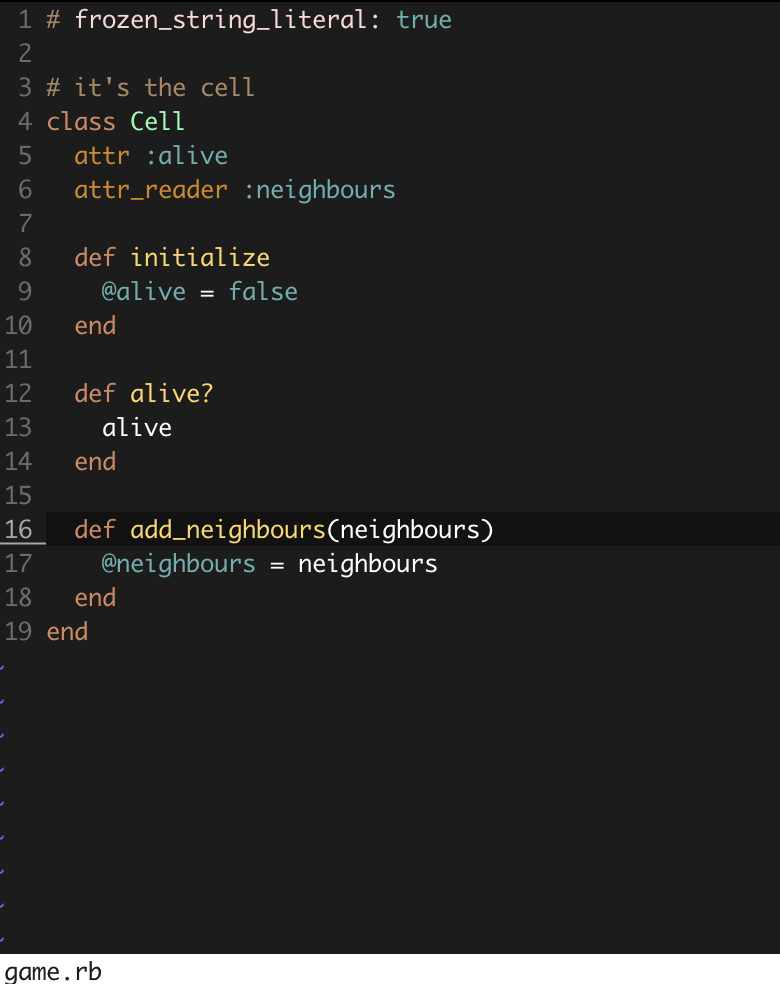 1 # frozen_string_literal: true
2
3 # it's the cell
4 class Cell
5   attr :alive
6   attr_reader :neighbours
7
8   def initialize
9     @alive = false
10   end
11
12   def alive?
13     alive
14   end
15
16   def add_neighbours(neighbours)
17     @neighbours = neighbours
18   end
19 end
~
~
~
~
~
~
~
~
~
game.rb